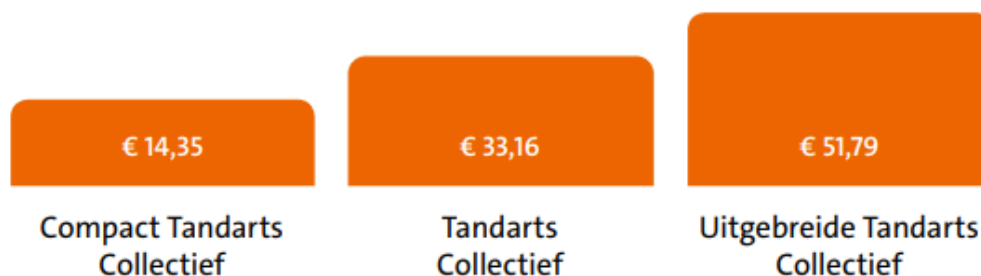 € 14,35
€ 33,16
€ 51,79
Compact Tandarts
Collectief
Tandarts
Collectief
Uitgebreide Tandarts
Collectief